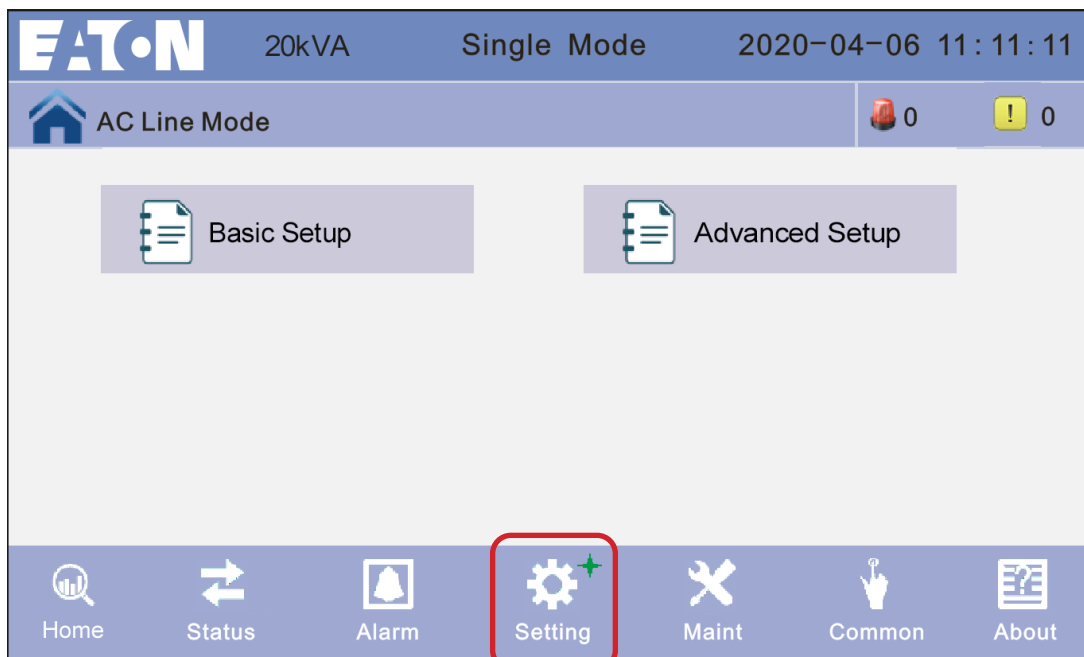 EATON 20kVA Single Mode 2020-04-06 11:11:11
AC Line Mode 0 ! 0
Basic Setup Advanced Setup
Home Status Alarm Setting Maint Common About